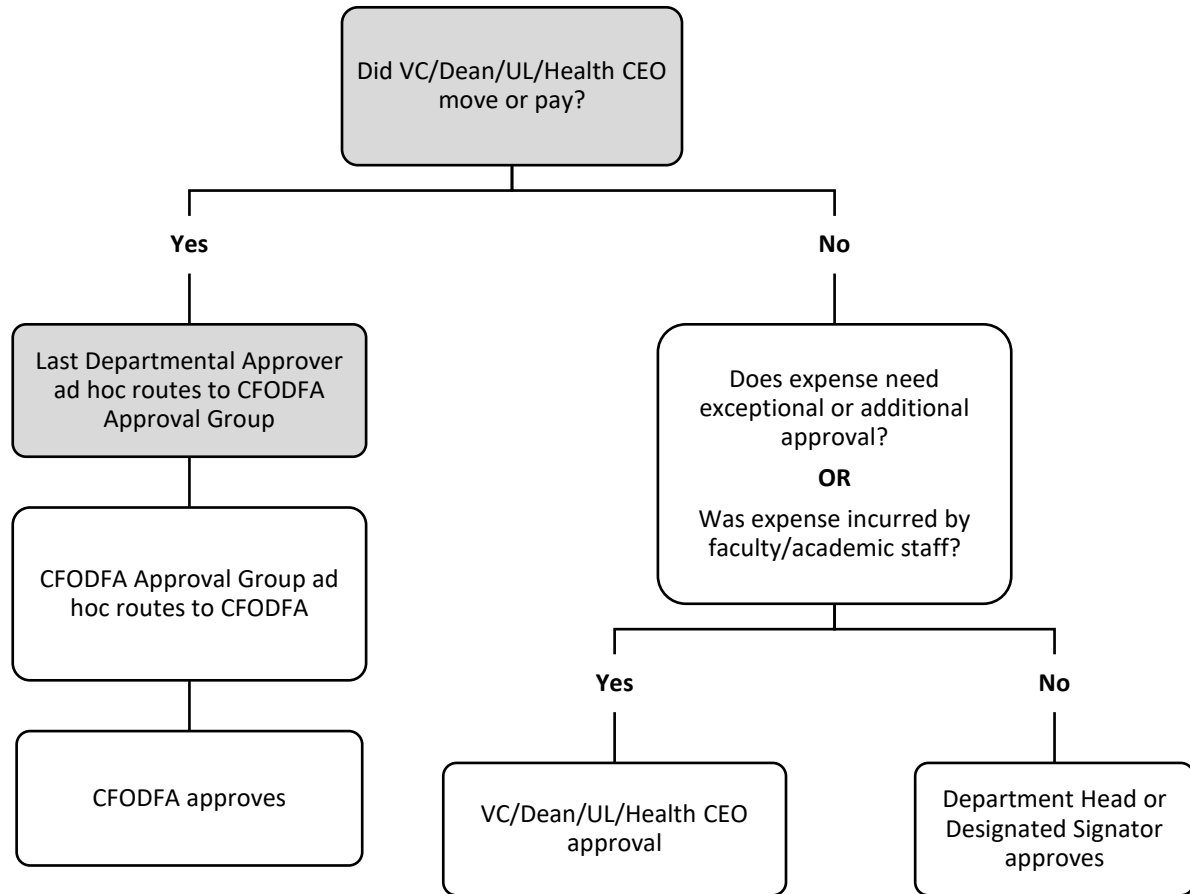 Did VC/Dean/UL/Health CEO
move or pay?
Yes
No
Last Departmental Approver
ad hoc routes to CFODFA
Approval Group
Does expense need
exceptional or additional
approval?
OR
Was expense incurred by
faculty/academic staff?
CFODFA Approval Group ad
hoc routes to CFODFA
Yes
No
CFODFA approves
VC/Dean/UL/Health CEO
approval
Department Head or
Designated Signator
approves